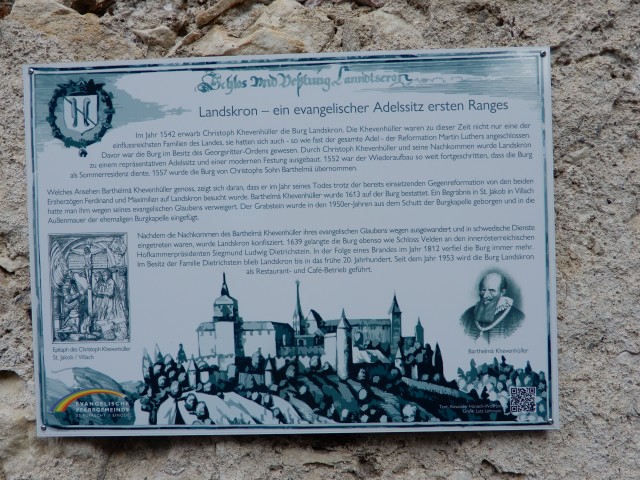 Schlos Vnd Vestung Lanndtscron
Landskron – ein evangelischer Adelssitz ersten Ranges
Im Jahr 1542 erwarb Christoph Khevenhüller die Burg Landskron. Die Khevenhüller waren zu dieser Zeit nicht nur eine der
einflussreichsten Familien des Landes, sie hatten sich auch - so wie fast der gesamte Adel - der Reformation Martin Luthers angeschlossen.
Davor war die Burg im Besitz des Georgsritter-Ordens gewesen. Durch Christoph Khevenhüller und seine Nachkommen wurde Landskron
zu einem repräsentativen Adelssitz und einer modernen Festung ausgebaut. 1552 war der Wiederaufbau so weit fortgeschritten, dass die Burg
als Sommerresidenz diente. 1557 wurde die Burg von Christophs Sohn Barthelmä übernommen.
Welches Ansehen Barthelmä Khevenhüller genoss, zeigt sich daran, dass er im Jahr seines Todes trotz der bereits einsetzenden Gegenreformation von den beiden
Erzherzögen Ferdinand und Maximilian auf Landskron besucht wurde. Barthelmä Khevenhüller wurde 1613 auf der Burg bestattet. Ein Begräbnis in St. Jakob in Villach
hatte man ihm wegen seines evangelischen Glaubens verweigert. Der Grabstein wurde in den 1950er-Jahren aus dem Schutt der Burgkapelle geborgen und in die
Außenmauer der ehemaligen Burgkapelle eingefügt.
Nachdem die Nachkommen des Barthelmä Khevenhüller ihres evangelischen Glaubens wegen ausgewandert und in schwedische Dienste
eingetreten waren, wurde Landskron konfisziert. 1639 gelangte die Burg ebenso wie Schloss Velden an den innerösterreichischen
Hofkammerpräsidenten Siegmund Ludwig Dietrichstein. In der Folge eines Brandes im Jahr 1812 verfiel die Burg immer mehr.
Im Besitz der Familie Dietrichstein blieb Landskron bis in das frühe 20. Jahrhundert. Seit dem Jahr 1953 wird die Burg Landskron
als Restaurant- und Café-Betrieb geführt.
Epitaph des Christoph Khevenhüller
St. Jakob / Villach
Barthelmä Khevenhüller
EVANGELISCHE
PFARRGEMEINDE
Text: Alexander
Grafik: Lutz Lehmann